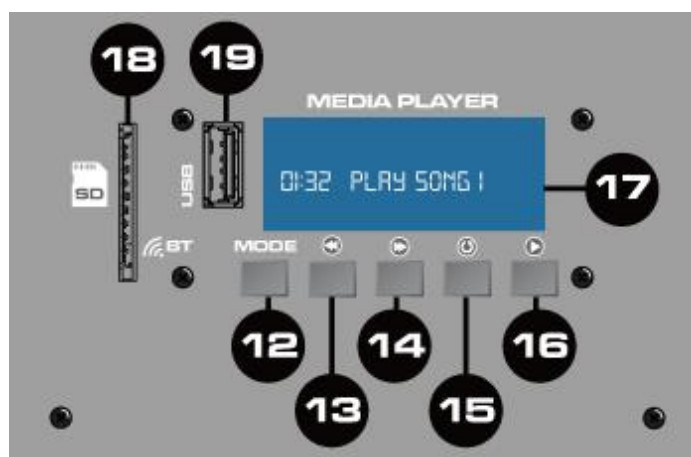 18
19
MEDIA PLAYER
SD
USB
01:32 PLAY SONG 1
17
BT
MODE
12
14
16
13
15